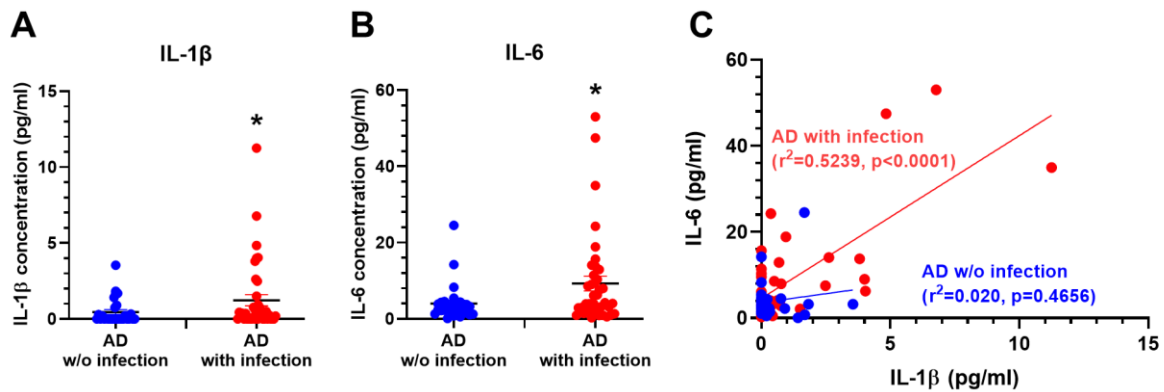 A
IL-1β
IL-1β concentration (pg/ml)
15
10
5
0
*
AD
w/o infection
AD
with infection
B
IL-6
IL-6 concentration (pg/ml)
60
40
20
0
*
AD
w/o infection
AD
with infection
C
IL-6 (pg/ml)
60
40
20
0
AD with infection
(r²=0.5239, p<0.0001)
AD w/o infection
(r²=0.020, p=0.4656)
0
5
10
15
IL-1β (pg/ml)